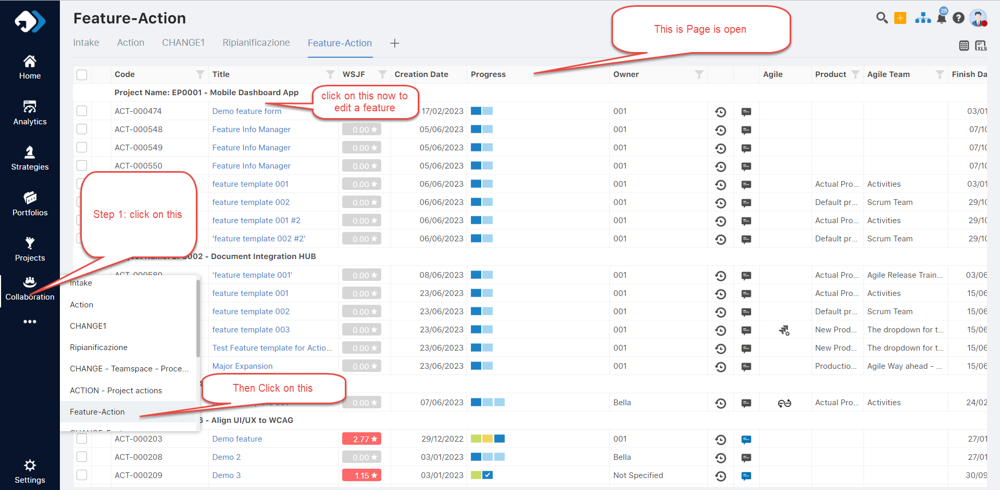 Feature-Action
This is Page is open
25
Intake Action CHANGE1 Ripianificazione Feature-Action +
XLS
Home
Analytics
Strategies
Portfolios
Projects
Collaboration
Settings
Code Title WSJF Creation Date Progress Owner Agile Product Agile Team Finish Da
Project Name: EP0001 - Mobile Dashboard App
click on this now to
edit a feature
ACT-000474 Demo feature form 17/02/2023 001 03/01
ACT-000548 Feature Info Manager 0.00 05/06/2023 001 07/10
ACT-000549 Feature Info Manager 0.00 05/06/2023 001 07/10
ACT-000550 Feature Info Manager 0.00 05/06/2023 001 07/10
feature template 001 0.00 06/06/2023 001 Actual Pro... Activities 03/01
feature template 002 0.00 06/06/2023 001 Default pr... Scrum Team 29/10
Step 1: click on this
feature template 001 #2 0.00 06/06/2023 001 Actual Pro... Activities 29/10
'feature template 002 #2' 0.00 06/06/2023 001 Default pr... Scrum Team 29/10
002 - Document Integration HUB
ACT-000580 'feature template 001' 0.00 08/06/2023 001 Actual Pro... Agile Release Train... 03/06
feature template 001 0.00 23/06/2023 001 Actual Pro... Activities 15/06
feature template 002 0.00 23/06/2023 001 Default pr... Scrum Team 15/06
feature template 003 0.00 23/06/2023 001 New Prod... The dropdown for t... 15/06
Test Feature template for Actio... 0.00 23/06/2023 001 New Prod... The dropdown for t... 15/06
Major Expansion 0.00 23/06/2023 001 Productio... Agile Way ahead - ... 15/06
Intake
Action
CHANGE1
Ripianificazione
CHANGE - Teamspace - Proce...
ACTION - Project actions
Feature-Action
Then Click on this
0.00 07/06/2023 Bella DEV OPS Actual Pro... Activities 24/02
6 - Align UI/UX to WCAG
ACT-000203 Demo feature 2.77 29/12/2022 001 27/01
ACT-000208 Demo 2 0.00 03/01/2023 Bella 27/01
ACT-000209 Demo 3 1.15 03/01/2023 Not Specified 30/09